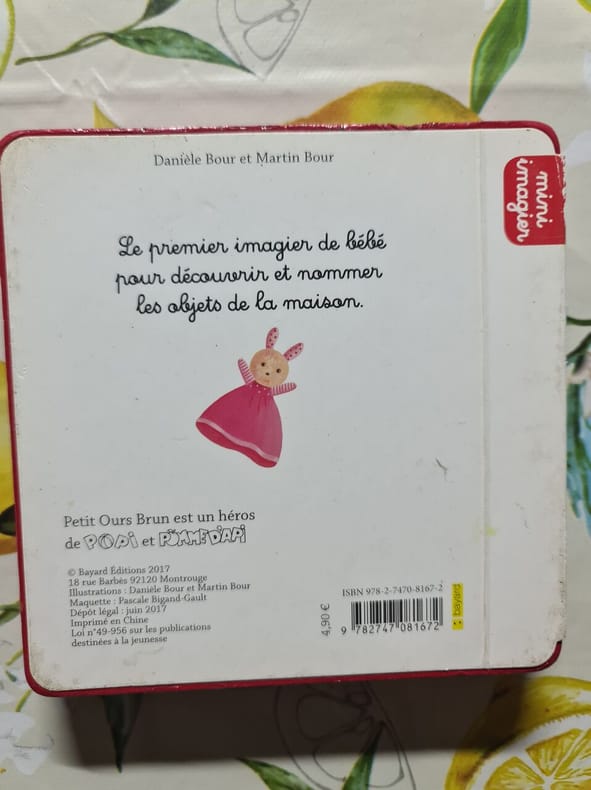 Danièle Bour et Martin Bour
mini
imagier
Le premier imagier de bébé
pour découvrir et nommer
les objets de la maison.
Petit Ours Brun est un héros
de POPI et POMME D'API
© Bayard Éditions 2017
18 rue Barbès 92120 Montrouge
Illustrations : Danièle Bour et Martin Bour
Maquette : Pascale Bigand-Gault
Dépôt légal : juin 2017
Imprimé en Chine
Loi n°49-956 sur les publications
destinées à la jeunesse
ISBN 978-2-7470-8167-2
4,90 €
9 782747 081672
bayard